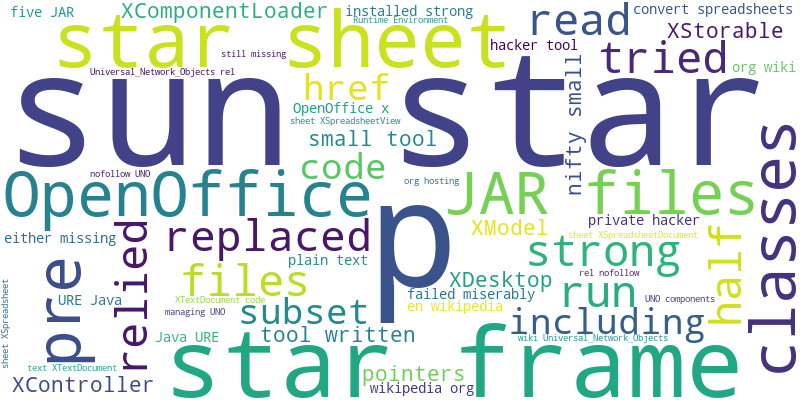 five JAR
XComponentLoader
installed strong
Runtime Environment
convert spreadsheets
star sheet
read
XStorable
hacker tool
still missing
tried
org wiki
Universal_Network_Objects rel
href
nifty small
sun star
OpenOffice x
sheet XSpreadsheetView
small tool
code
classes
nofollow UNO
org hosting
OpenOffice
p
JAR files
private hacker
XModel
replaced
either missing
relied
strong
sheet XSpreadsheetDocument
half
plain text
pre
files
XDesktop
rel nofollow
run
failed miserably
URE Java
XTextDocument code
en wikipedia
UNO components
managing UNO
subset
including
sheet XSpreadsheet
Java URE
tool written
wiki Universal_Network_Objects
star frame
text XTextDocument
pointers
XController
wikipedia org